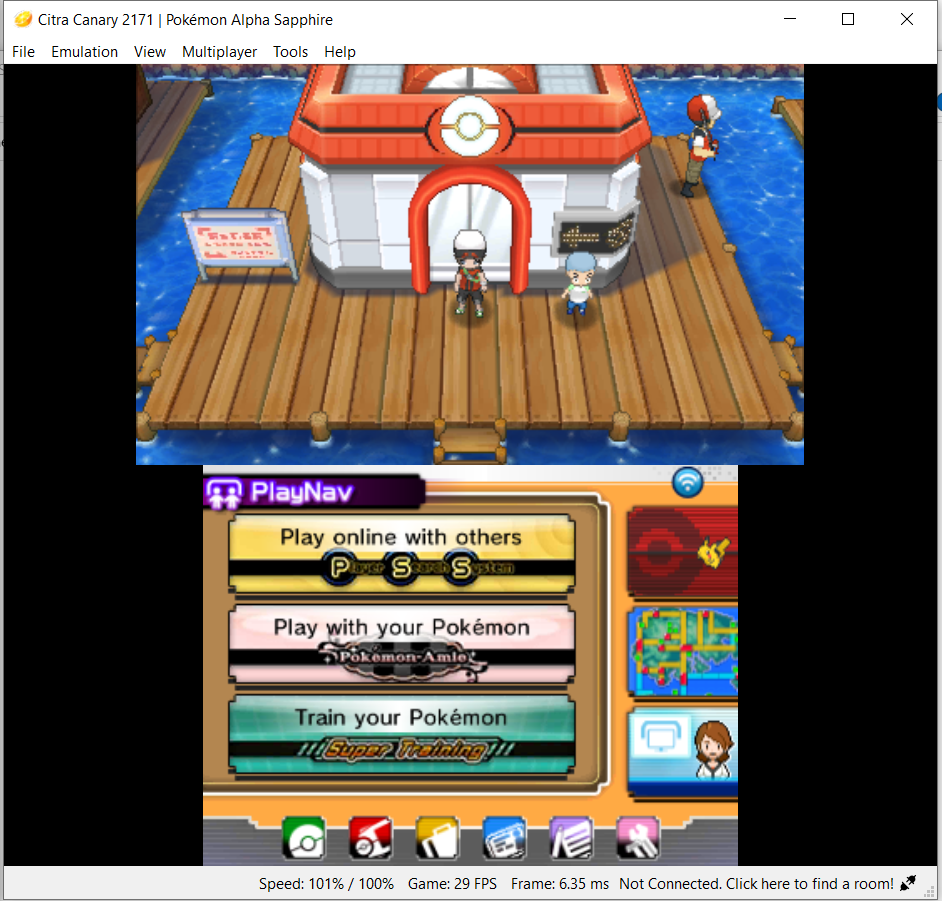 Citra Canary 2171 | Pokémon Alpha Sapphire
File Emulation View Multiplayer Tools Help
PlayNav
Play online with others
Player Search System
Play with your Pokémon
Pokémon-Amie
Train your Pokémon
Super Training
Speed: 101% / 100% Game: 29 FPS Frame: 6.35 ms Not Connected. Click here to find a room!